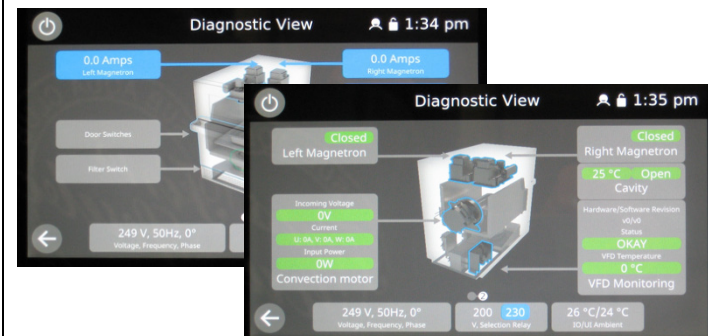 Diagnostic View
1:34 pm
0.0 Amps
Left Magnetron
0.0 Amps
Right Magnetron
Door Switches
Filter Switch
249 V, 50Hz, 0°
Voltage, Frequency, Phase
Diagnostic View
1:35 pm
Closed
Left Magnetron
Closed
Right Magnetron
25 °C Open
Cavity
Incoming Voltage
0V
Current
U: 0A, V: 0A, W: 0A
Input Power
0W
Convection motor
Hardware/Software Revision
v0/v0
Status
OKAY
VFD Temperature
0 °C
VFD Monitoring
2
249 V, 50Hz, 0°
Voltage, Frequency, Phase
200 230
V. Selection Relay
26 °C/24 °C
IO/UI Ambient